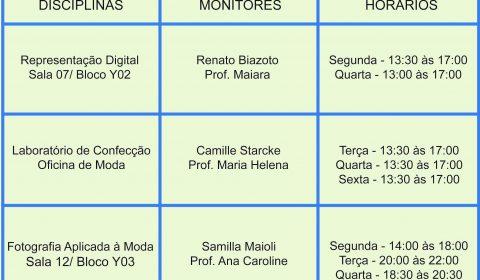 DISCIPLINAS MONITORES HORÁRIOS
Representação Digital
Sala 07/ Bloco Y02
Renato Biazoto
Prof. Maiara
Segunda - 13:30 às 17:00
Quarta - 13:00 às 17:00
Laboratório de Confecção
Oficina de Moda
Camille Starcke
Prof. Maria Helena
Terça - 13:30 às 17:00
Quarta - 13:30 às 17:00
Sexta - 13:30 às 17:00
Fotografia Aplicada à Moda
Sala 12/ Bloco Y03
Samilla Maioli
Prof. Ana Caroline
Segunda - 14:00 às 18:00
Terça - 20:00 às 22:00
Quarta - 18:30 às 20:30